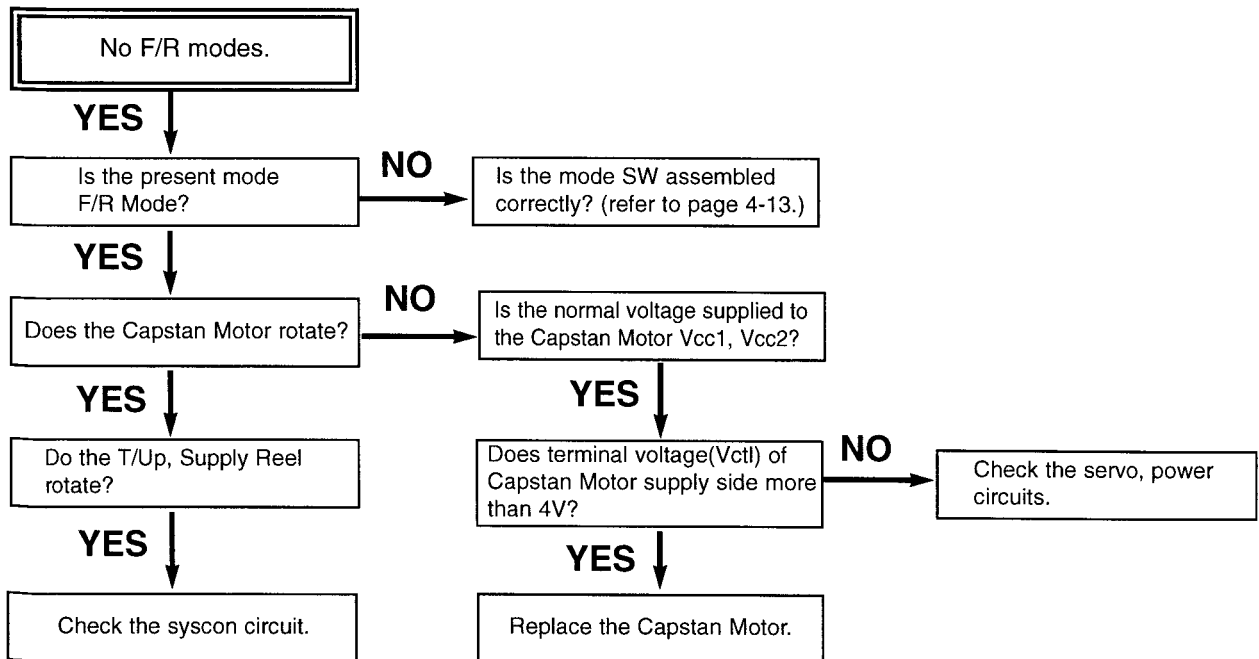 No F/R modes.
YES
Is the present mode
F/R Mode?
NO
Is the mode SW assembled
correctly? (refer to page 4-13.)
YES
Does the Capstan Motor rotate?
NO
Is the normal voltage supplied to
the Capstan Motor Vcc1, Vcc2?
YES
YES
Do the T/Up, Supply Reel
rotate?
Does terminal voltage(Vctl) of
Capstan Motor supply side more
than 4V?
NO
Check the servo, power
circuits.
YES
YES
Check the syscon circuit.
Replace the Capstan Motor.